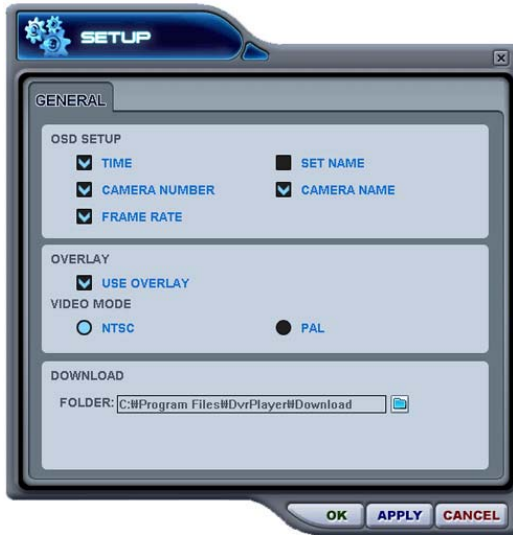 SETUP
GENERAL
OSD SETUP
TIME
SET NAME
CAMERA NUMBER
CAMERA NAME
FRAME RATE
OVERLAY
USE OVERLAY
VIDEO MODE
NTSC
PAL
DOWNLOAD
FOLDER: C:₩Program Files₩DvrPlayer₩Download
OK
APPLY
CANCEL